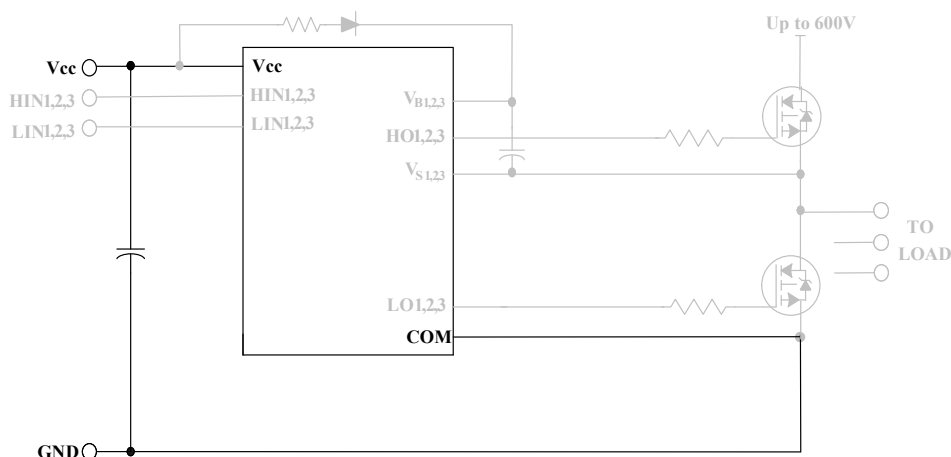 Up to 600V
Vcc
Vcc
HIN1,2,3
HIN1,2,3
LIN1,2,3
LIN1,2,3
VB1,2,3
HO1,2,3
VS1,2,3
TO
LOAD
LO1,2,3
COM
GND